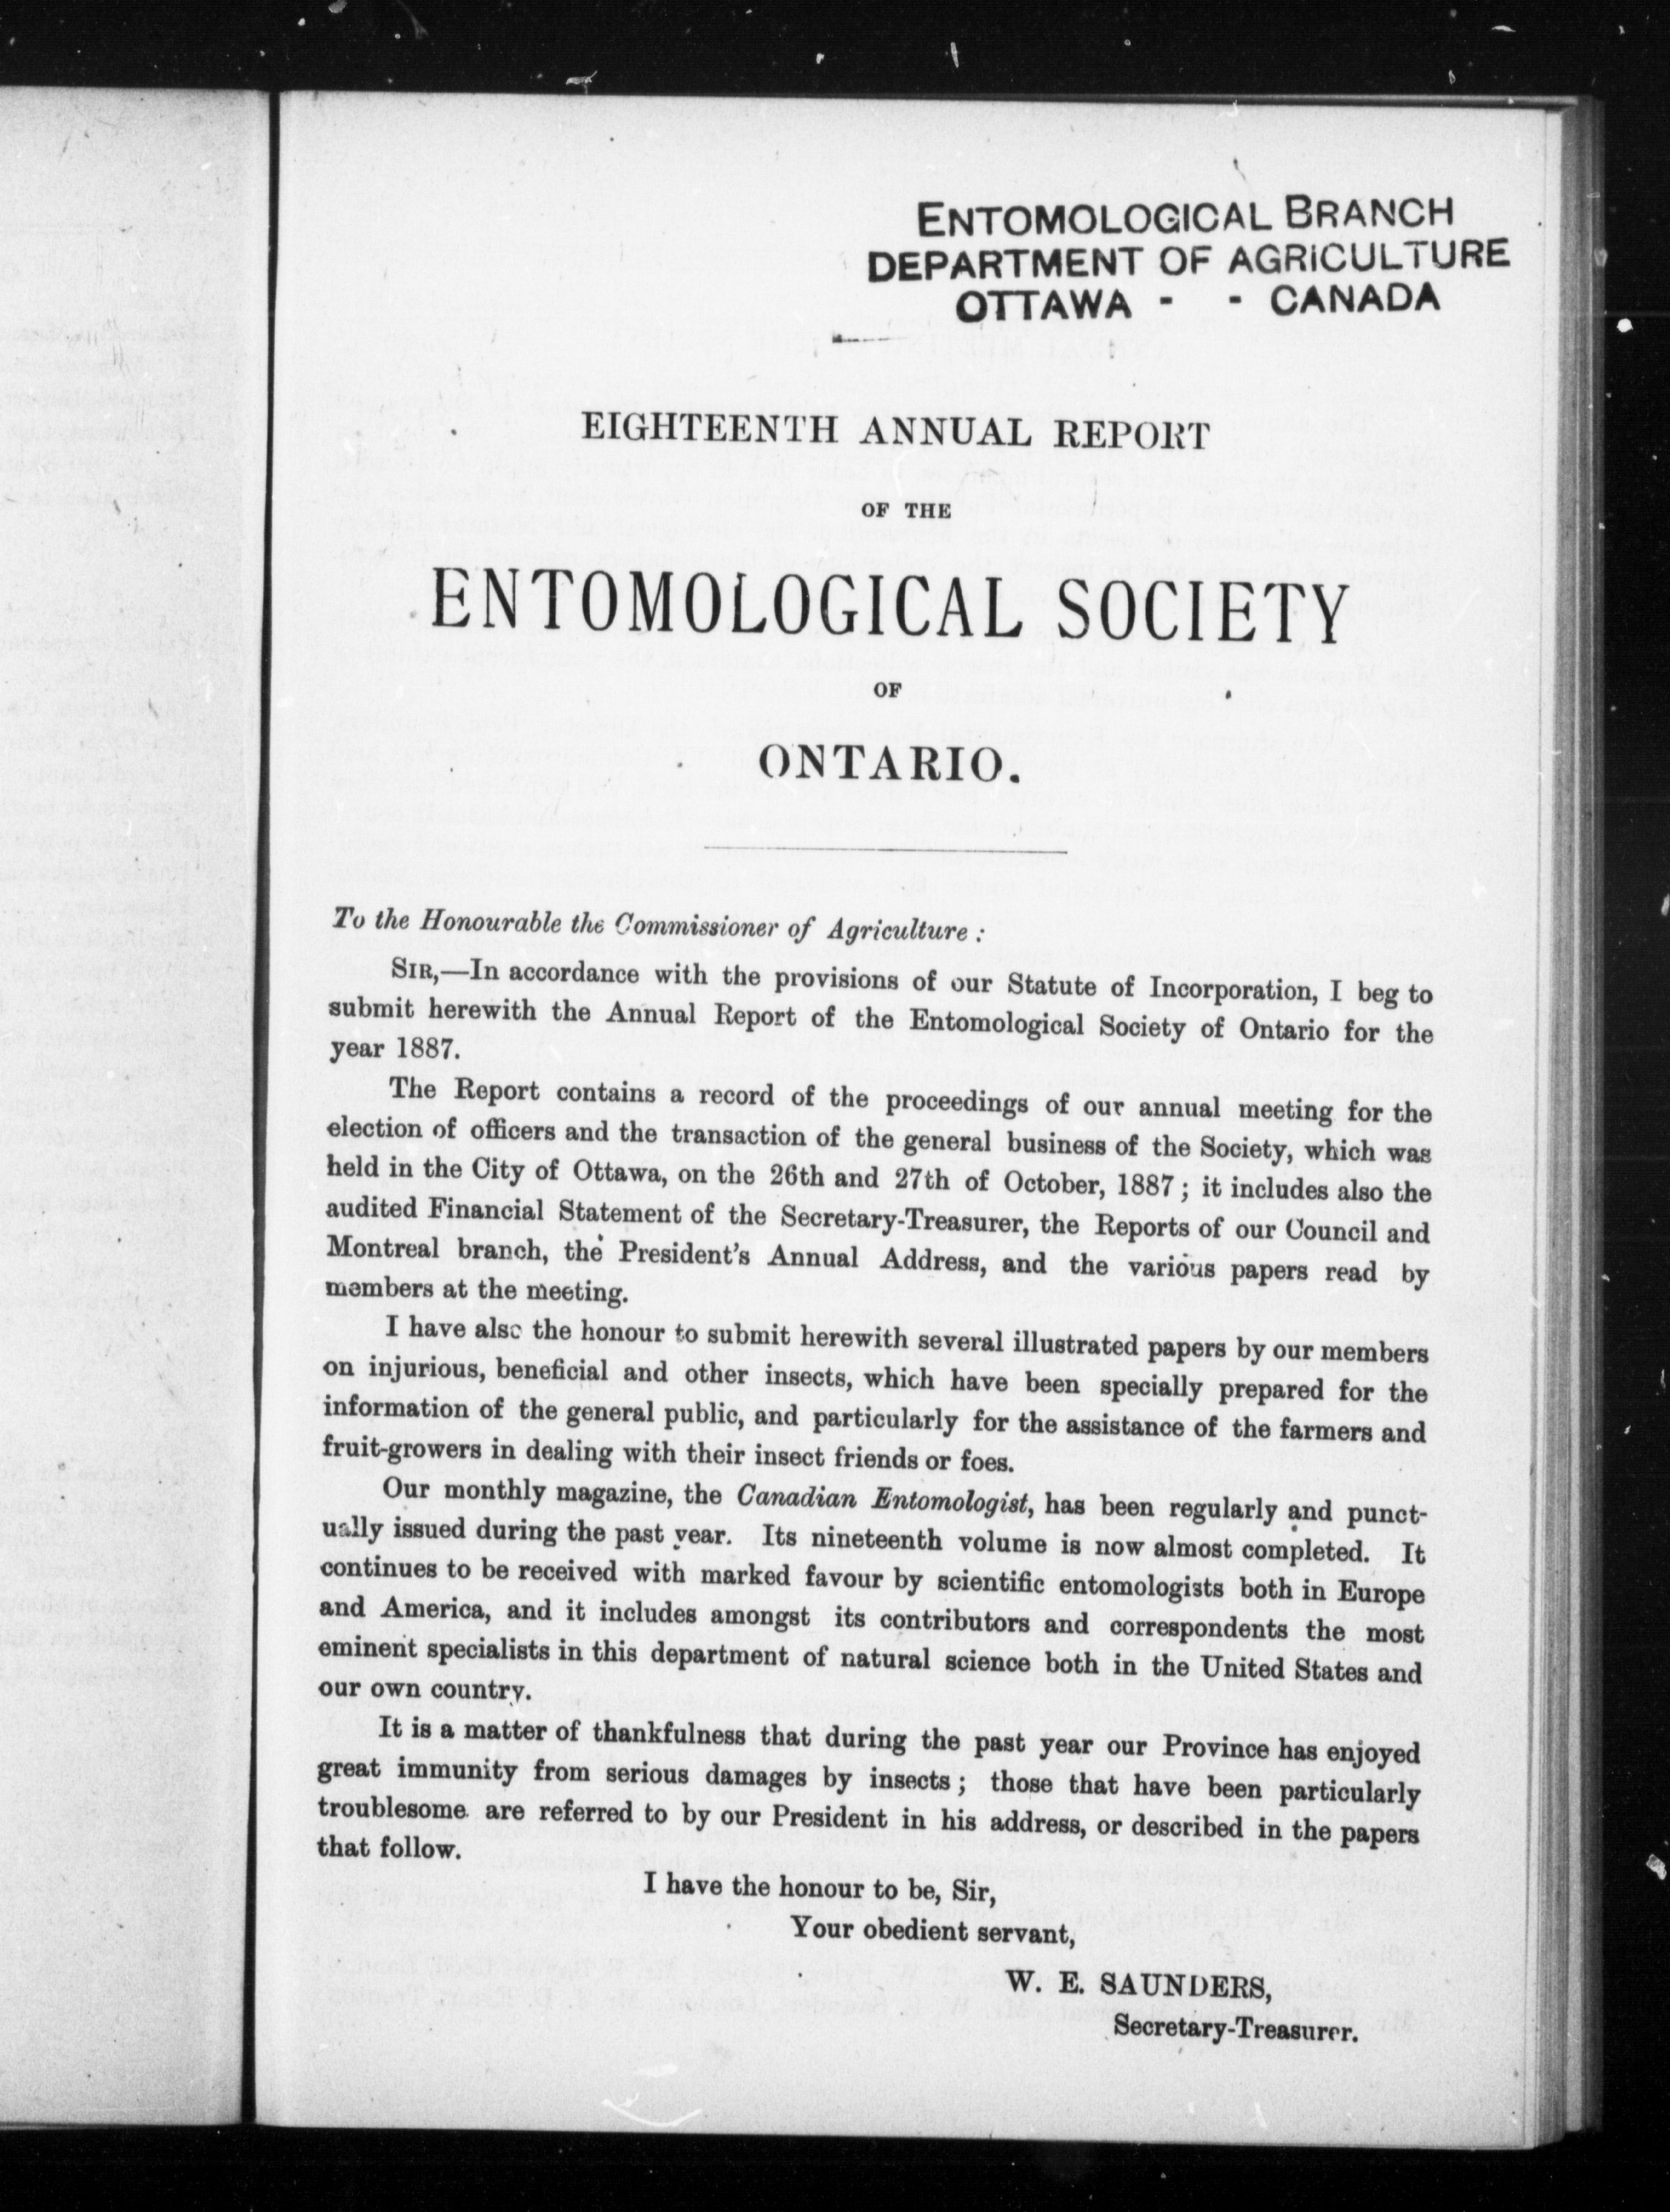 ENTOMOLOGICAL BRANCH
DEPARTMENT OF AGRICULTURE
OTTAWA - - CANADA
EIGHTEENTH ANNUAL REPORT
OF THE
ENTOMOLOGICAL SOCIETY
OF
ONTARIO.
To the Honourable the Commissioner of Agriculture :
SIR,—In accordance with the provisions of our Statute of Incorporation, I beg to
submit herewith the Annual Report of the Entomological Society of Ontario for the
year 1887.
The Report contains a record of the proceedings of our annual meeting for the
election of officers and the transaction of the general business of the Society, which was
held in the City of Ottawa, on the 26th and 27th of October, 1887; it includes also the
audited Financial Statement of the Secretary-Treasurer, the Reports of our Council and
Montreal branch, the President's Annual Address, and the various papers read by
members at the meeting.
I have also the honour to submit herewith several illustrated papers by our members
on injurious, beneficial and other insects, which have been specially prepared for the
information of the general public, and particularly for the assistance of the farmers and
fruit-growers in dealing with their insect friends or foes.
Our monthly magazine, the Canadian Entomologist, has been regularly and punct-
ually issued during the past year. Its nineteenth volume is now almost completed. It
continues to be received with marked favour by scientific entomologists both in Europe
and America, and it includes amongst its contributors and correspondents the most
eminent specialists in this department of natural science both in the United States and
our own country.
It is a matter of thankfulness that during the past year our Province has enjoyed
great immunity from serious damages by insects; those that have been particularly
troublesome are referred to by our President in his address, or described in the papers
that follow.
I have the honour to be, Sir,
Your obedient servant,
W. E. SAUNDERS,
Secretary-Treasurer.